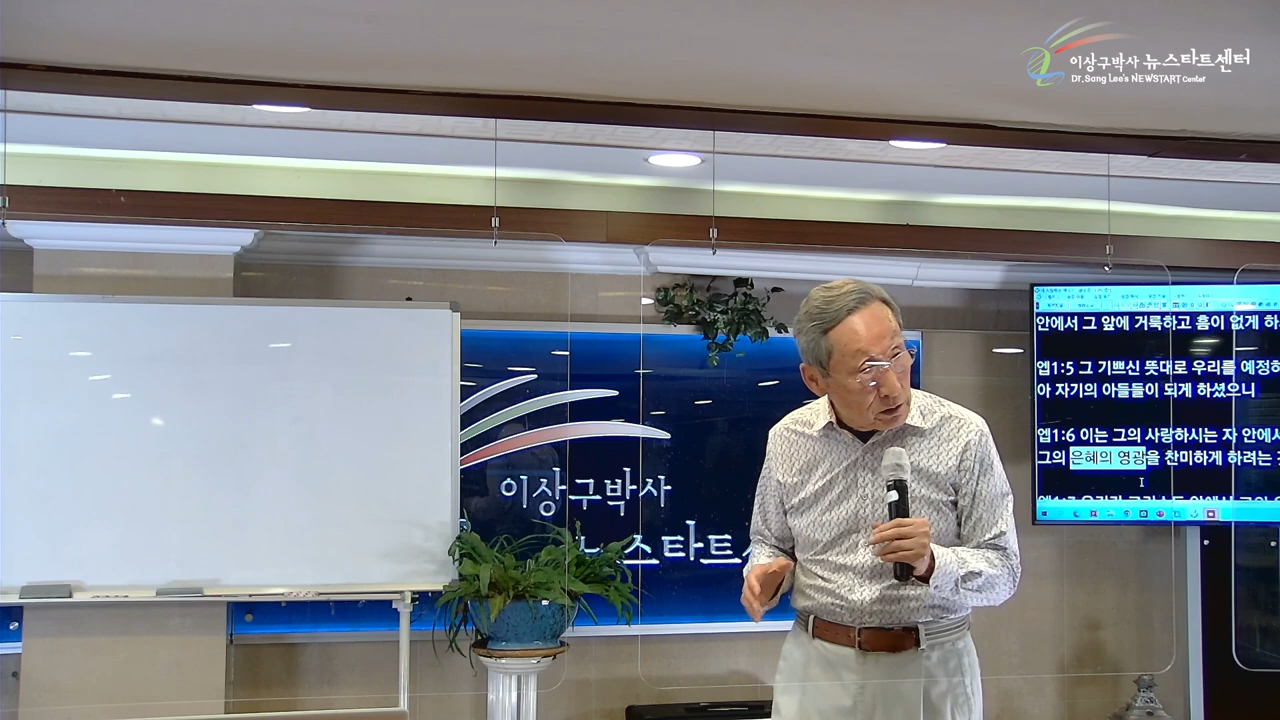 이상구박사 뉴스타트센터
Dr. Sang Lee's NEWSTART Center
안에서 그 앞에 거룩하고 흠이 없게 하
엡1:5 그 기쁘신 뜻대로 우리를 예정하
아 자기의 아들들이 되게 하셨으니
엡1:6 이는 그의 사랑하시는 자 안에서
그의 은혜의 영광을 찬미하게 하려는
이상구박사
스타트